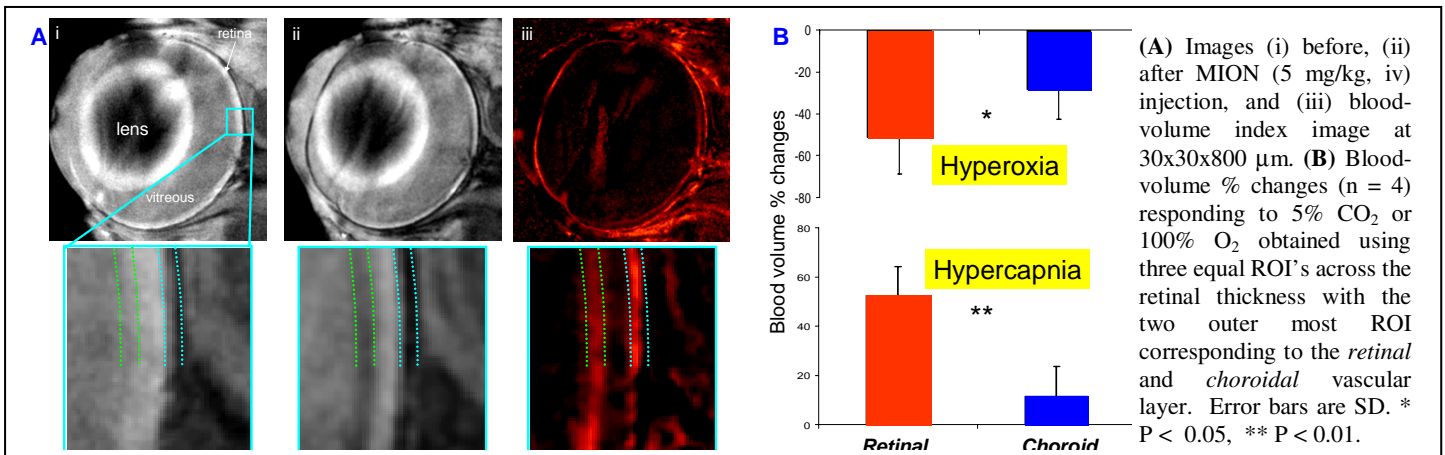 A
i
retina
lens
vitreous
ii
iii
B
Blood volume % changes
0
-20
-40
-60
-80
*
Hyperoxia
80
60
40
20
0
Hypercapnia
**
Retinal
Choroid
(A) Images (i) before, (ii)
after MION (5 mg/kg, iv)
injection, and (iii) blood-
volume index image at
30x30x800 μm. (B) Blood-
volume % changes (n = 4)
responding to 5% CO₂ or
100% O₂ obtained using
three equal ROI's across the
retinal thickness with the
two outer most ROI
corresponding to the retinal
and choroidal vascular
layer. Error bars are SD. *
P < 0.05, ** P < 0.01.